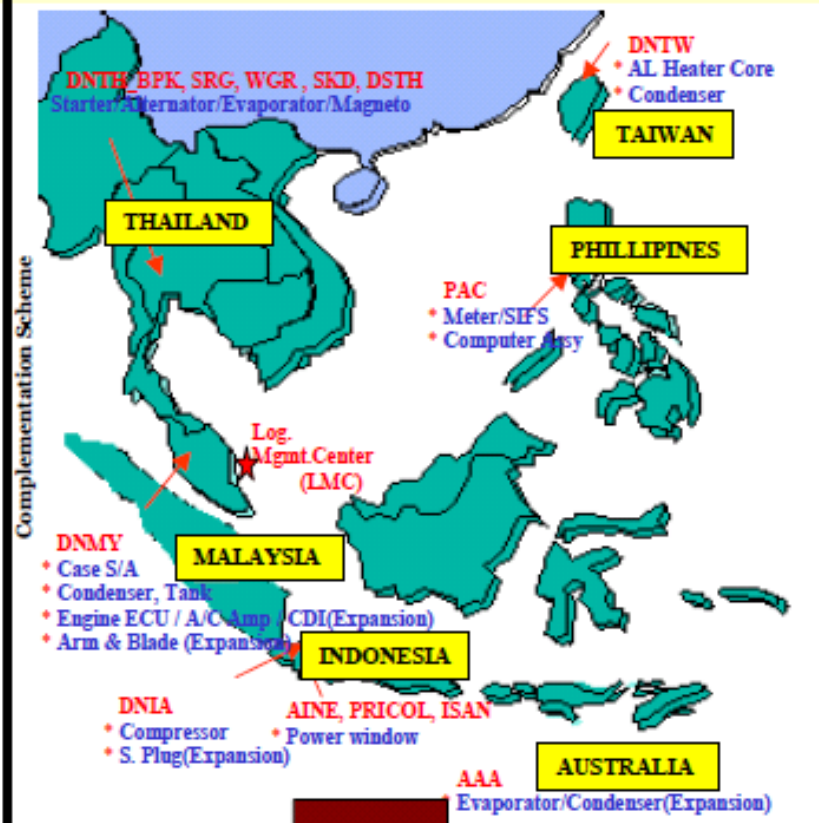 DNTW
* AL Heater Core
* Condenser
TAIWAN
DNTH_BPK, SRG, WGR , SKD, DSTH
Starter/Alternator/Evaporator/Magneto
THAILAND
PHILLIPINES
PAC
* Meter/SIFS
* Computer Assy
Complementation Scheme
Log.
Mgmt.Center
(LMC)
DNMY
* Case S/A
* Condenser, Tank
* Engine ECU / A/C Amp / CDI(Expansion)
* Arm & Blade (Expansion)
MALAYSIA
INDONESIA
DNIA
* Compressor
* S. Plug(Expansion)
AINE, PRICOL, ISAN
* Power window
AUSTRALIA
AAA
* Evaporator/Condenser(Expansion)